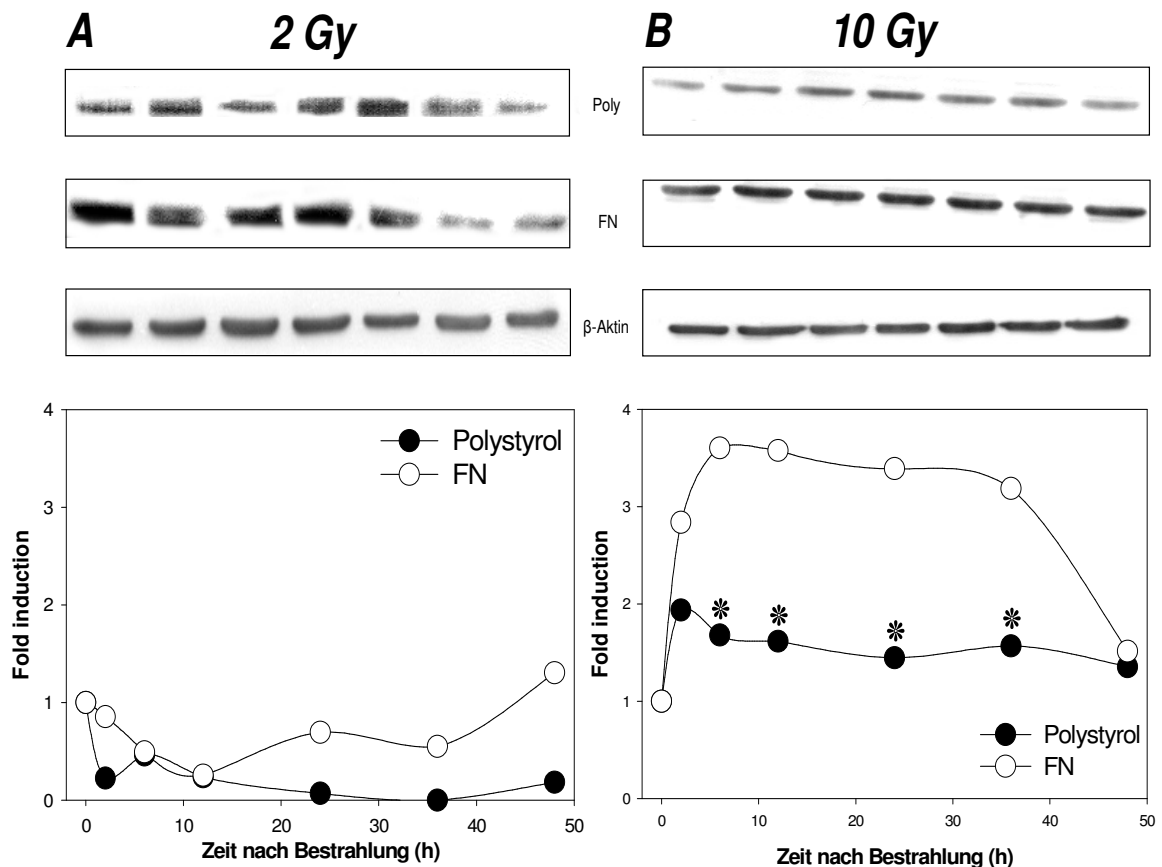 A 2 Gy
B 10 Gy
Poly
FN
β-Aktin
4
3
2
1
0
Fold induction
Polystyrol
FN
0 10 20 30 40 50
Zeit nach Bestrahlung (h)
4
3
2
1
0
Fold induction
* * * *
Polystyrol
FN
0 10 20 30 40 50
Zeit nach Bestrahlung (h)